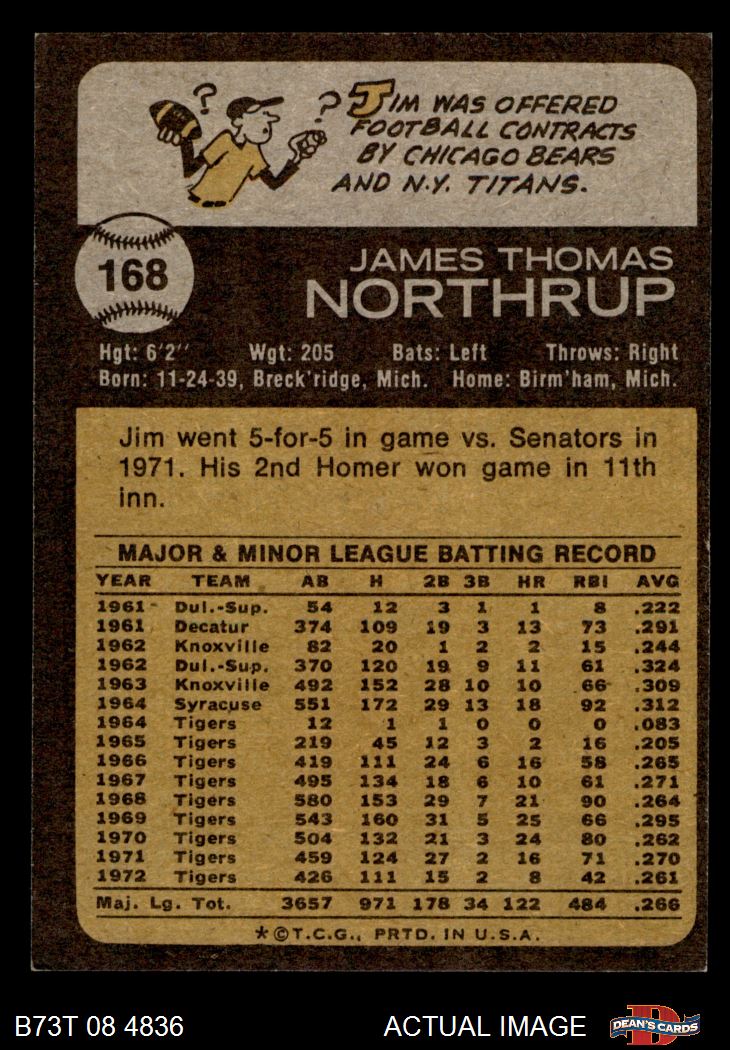 ? ?
JIM WAS OFFERED
FOOTBALL CONTRACTS
BY CHICAGO BEARS
AND N.Y. TITANS.
168
JAMES THOMAS
NORTHRUP
Hgt: 6'2'' Wgt: 205 Bats: Left Throws: Right
Born: 11-24-39, Breck'ridge, Mich. Home: Birm'ham, Mich.
Jim went 5-for-5 in game vs. Senators in
1971. His 2nd Homer won game in 11th
inn.
MAJOR & MINOR LEAGUE BATTING RECORD
YEAR TEAM AB H 2B 3B HR RBI AVG
1961 Dul.-Sup. 54 12 3 1 1 8 .222
1961 Decatur 374 109 19 3 13 73 .291
1962 Knoxville 82 20 1 2 2 15 .244
1962 Dul.-Sup. 370 120 19 9 11 61 .324
1963 Knoxville 492 152 28 10 10 66 .309
1964 Syracuse 551 172 29 13 18 92 .312
1964 Tigers 12 1 1 0 0 0 .083
1965 Tigers 219 45 12 3 2 16 .205
1966 Tigers 419 111 24 6 16 58 .265
1967 Tigers 495 134 18 6 10 61 .271
1968 Tigers 580 153 29 7 21 90 .264
1969 Tigers 543 160 31 5 25 66 .295
1970 Tigers 504 132 21 3 24 80 .262
1971 Tigers 459 124 27 2 16 71 .270
1972 Tigers 426 111 15 2 8 42 .261
Maj. Lg. Tot. 3657 971 178 34 122 484 .266
*©T.C.G., PRTD. IN U.S.A.
B73T 08 4836 ACTUAL IMAGE D DEAN'S CARDS